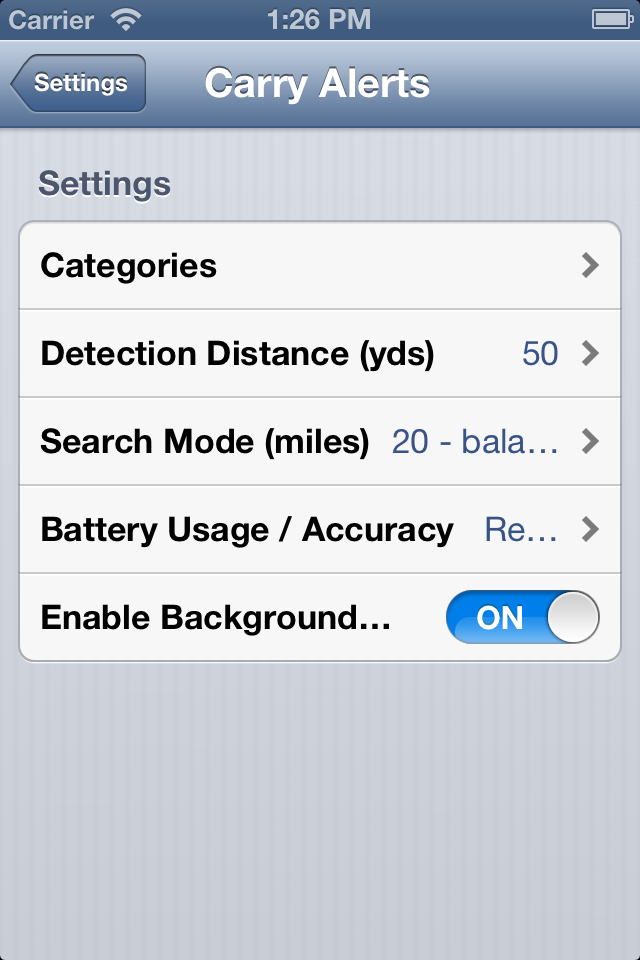 Carrier 1:26 PM
Settings Carry Alerts
Settings
Categories
Detection Distance (yds) 50
Search Mode (miles) 20 - bala...
Battery Usage / Accuracy Re...
Enable Background... ON